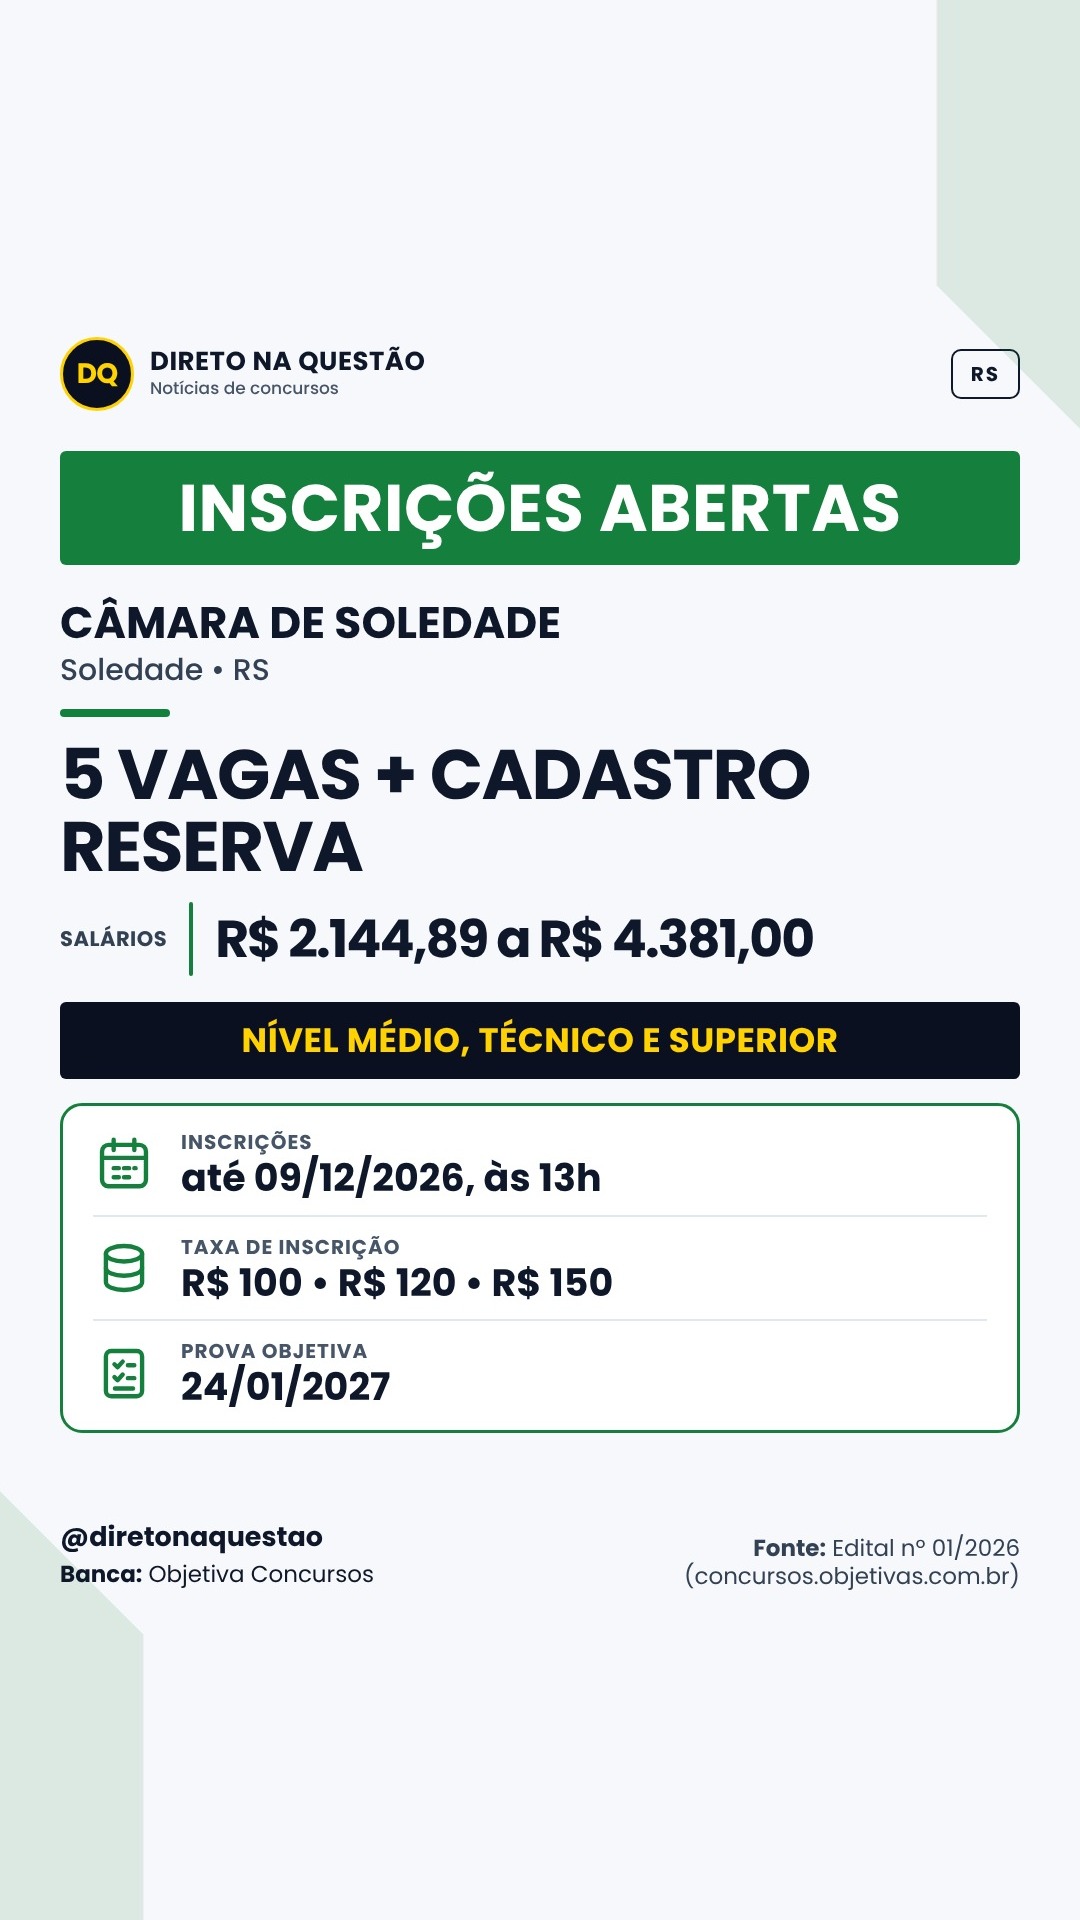 DQ
DIRETO NA QUESTÃO
Notícias de concursos
RS
INSCRIÇÕES ABERTAS
CÂMARA DE SOLEDADE
Soledade • RS
5 VAGAS + CADASTRO
RESERVA
SALÁRIOS
R$ 2.144,89 a R$ 4.381,00
NÍVEL MÉDIO, TÉCNICO E SUPERIOR
INSCRIÇÕES
até 09/12/2026, às 13h
TAXA DE INSCRIÇÃO
R$ 100 • R$ 120 • R$ 150
PROVA OBJETIVA
24/01/2027
@diretonaquestao
Banca: Objetiva Concursos
Fonte: Edital nº 01/2026
(concursos.objetivas.com.br)